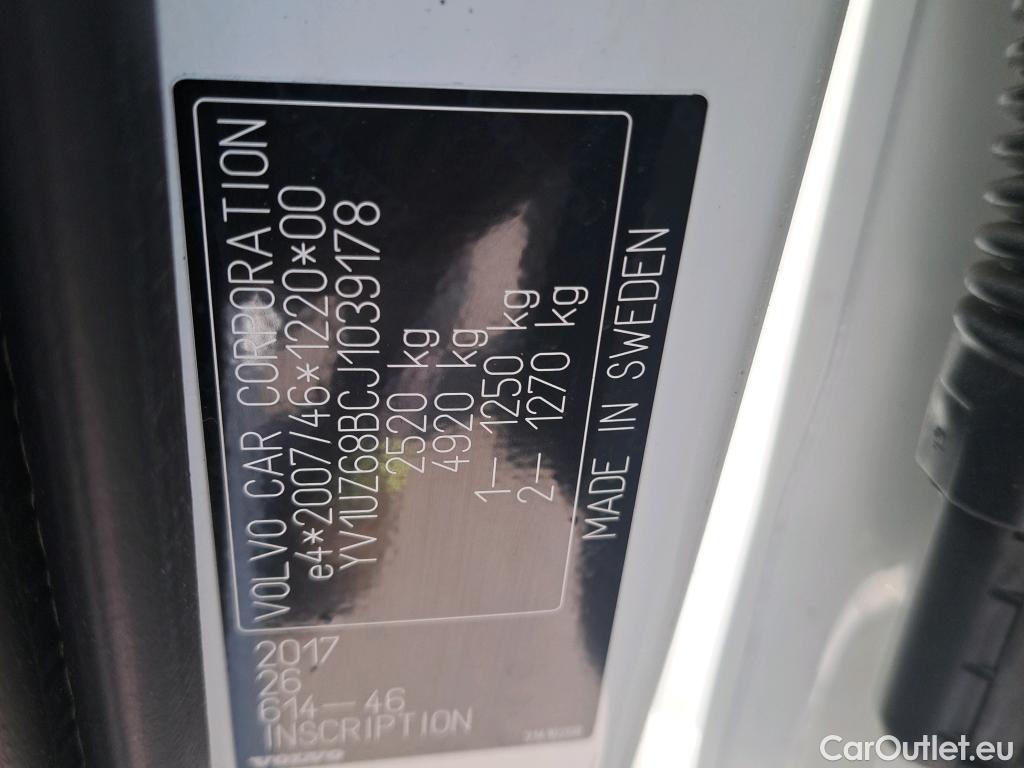 VOLVO CAR CORPORATION
e4*2007/46*1220*00
YV1UZ68BCJ1039178
2520 kg
4920 kg
1— 1250 kg
2— 1270 kg
MADE IN SWEDEN
2017
26
614—46
INSCRIPTION
VOLVO
CarOutlet.eu